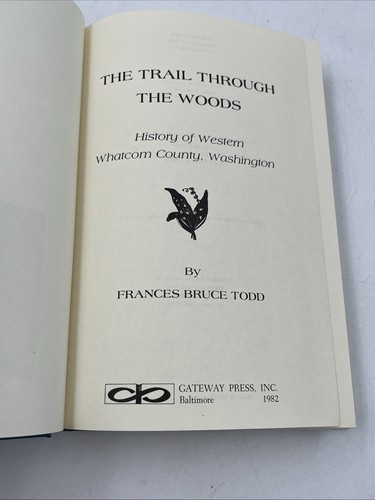 THE TRAIL THROUGH
THE WOODS
History of Western
Whatcom County, Washington
By
FRANCES BRUCE TODD
GATEWAY PRESS, INC.
Baltimore 1982